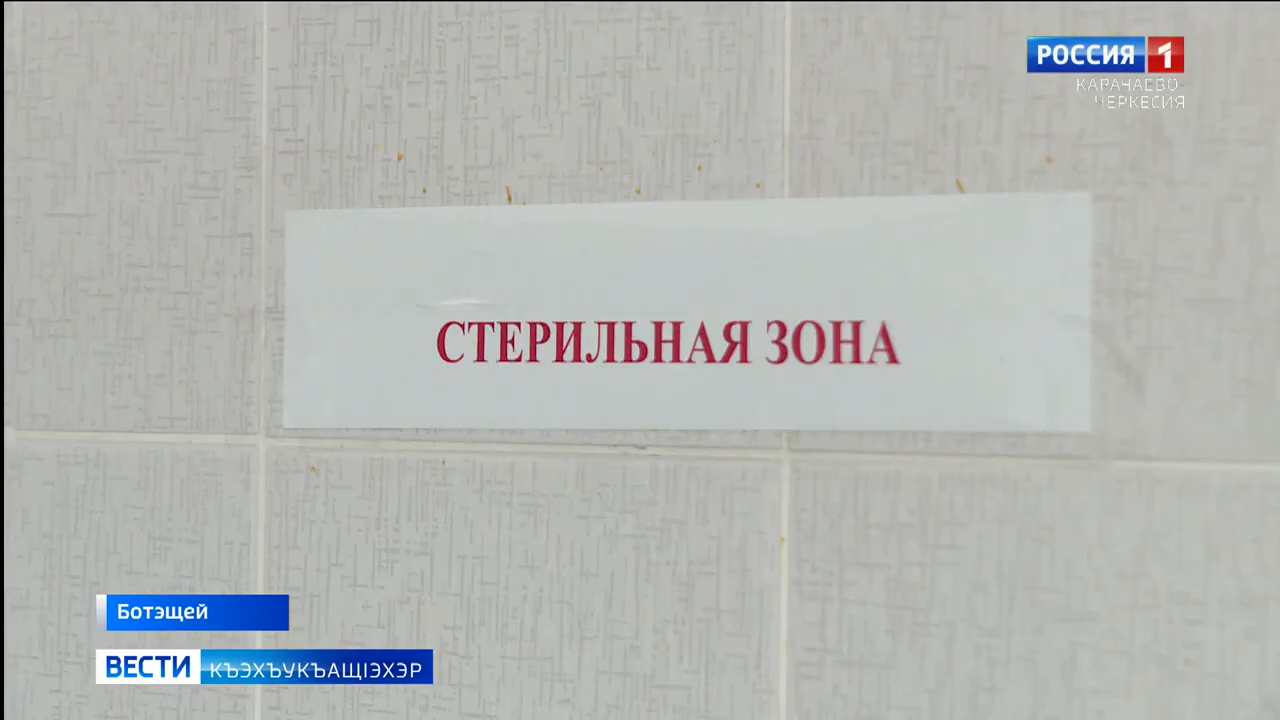 РОССИЯ 1
КАРАЧАЕВО-
ЧЕРКЕСИЯ
СТЕРИЛЬНАЯ ЗОНА
Ботэщей
ВЕСТИ КЪЭХЪУКЪАЩIЭХЭР